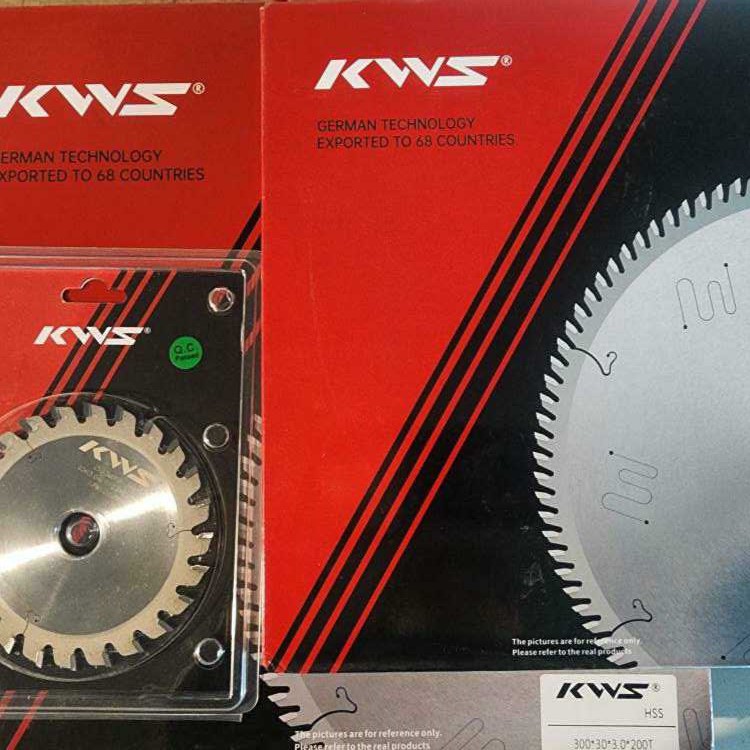 KWS®
ERMAN TECHNOLOGY
XPORTED TO 68 COUNTRIES
KWS®
GERMAN TECHNOLOGY
EXPORTED TO 68 COUNTRIES
KWS®
Q.C
Passed
KWS
The pictures are for reference only.
Please refer to the real products
The pictures are for reference only.
Please refer to the real products
KWS®
HSS
300*30*3.0*200T